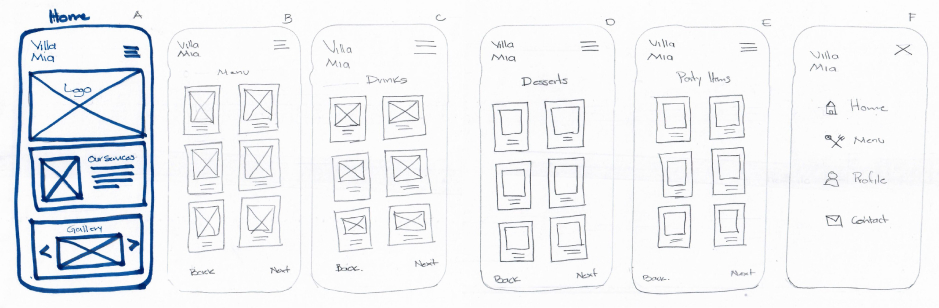 Home
A
Villa
Mia
Logo
Our Services
Gallery
B
Villa
Mia
Menu
Back
Next
C
Villa
Mia
Drinks
Back.
Next
D
Villa
Mia
Desserts
Back
Next
E
Villa
Mia
Party Items
Back.
Next
F
Villa
Mia
Home
Menu
Profile
Contact